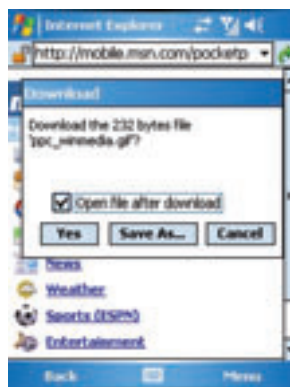 Internet Explorer
http://mobile.msn.com/pocketp
Download
Download the 232 bytes file
'ppc_winmedia.gif'?
Open file after download
Yes Save As... Cancel
News
Weather
Sports (ESPN)
Entertainment
Back Menu